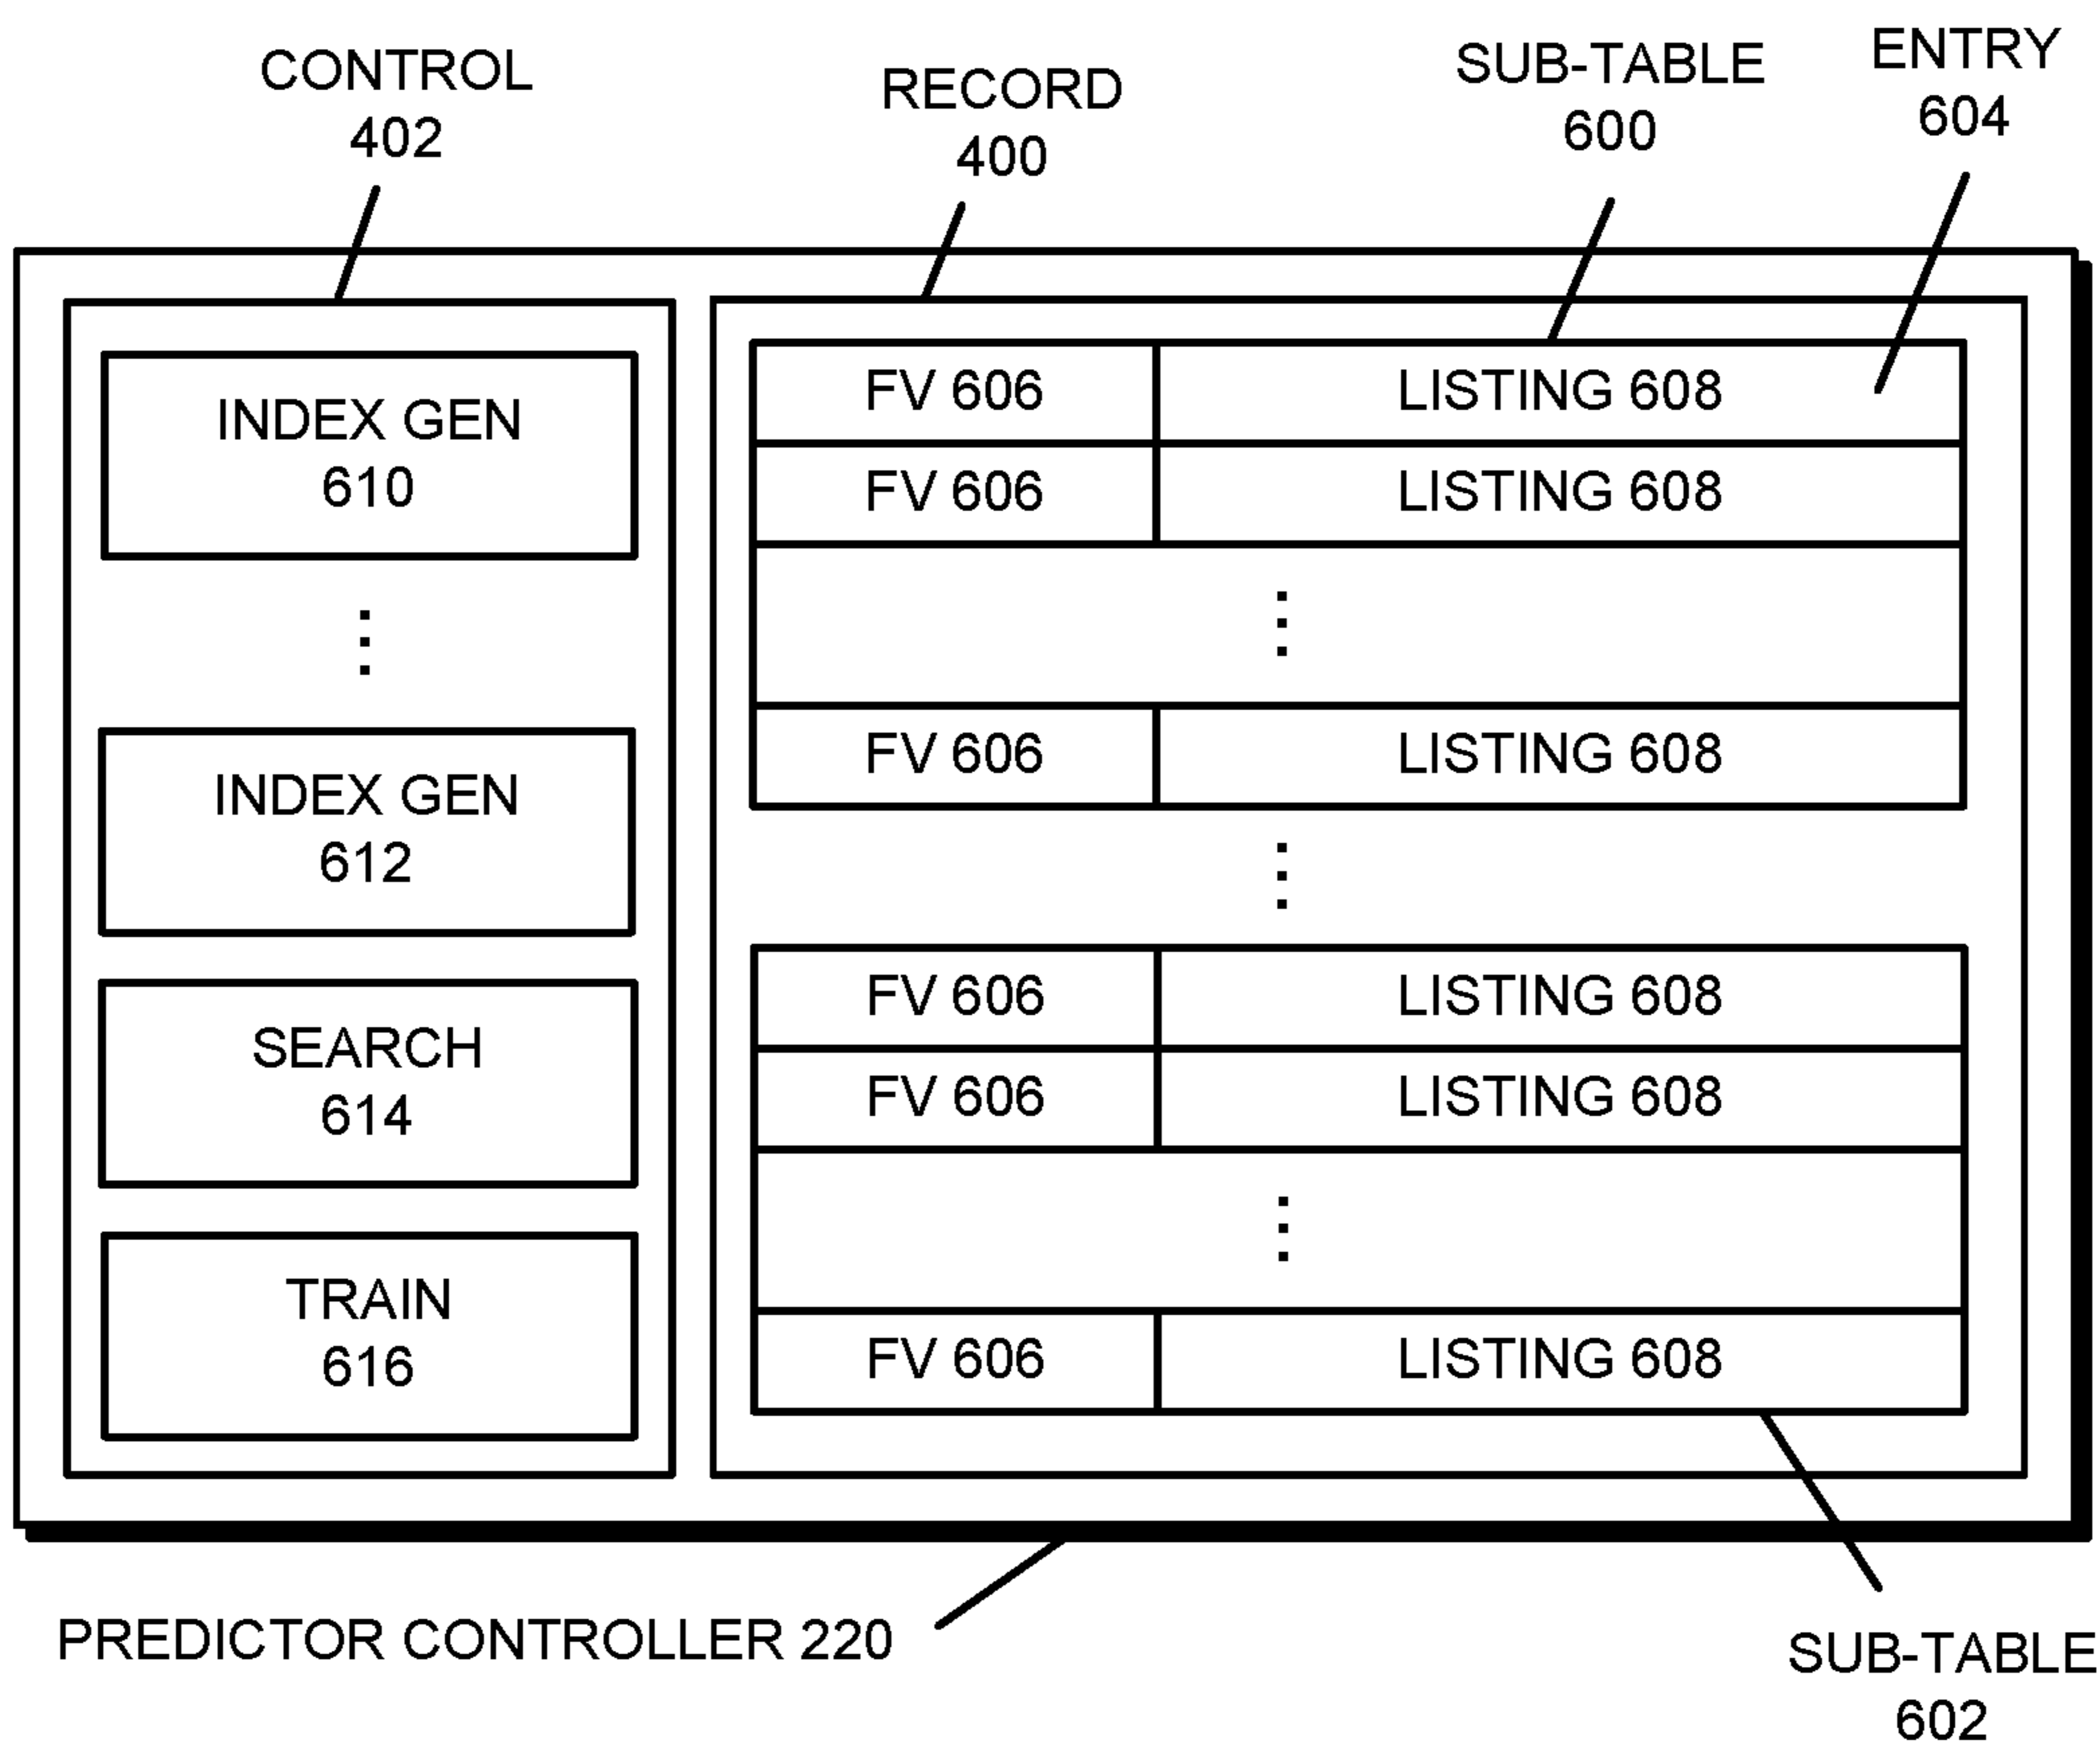 CONTROL
402
RECORD
400
SUB-TABLE
600
ENTRY
604
INDEX GEN
610
⋮
INDEX GEN
612
SEARCH
614
TRAIN
616
FV 606 LISTING 608
FV 606 LISTING 608
⋮
FV 606 LISTING 608
⋮
FV 606 LISTING 608
FV 606 LISTING 608
⋮
FV 606 LISTING 608
PREDICTOR CONTROLLER 220
SUB-TABLE
602